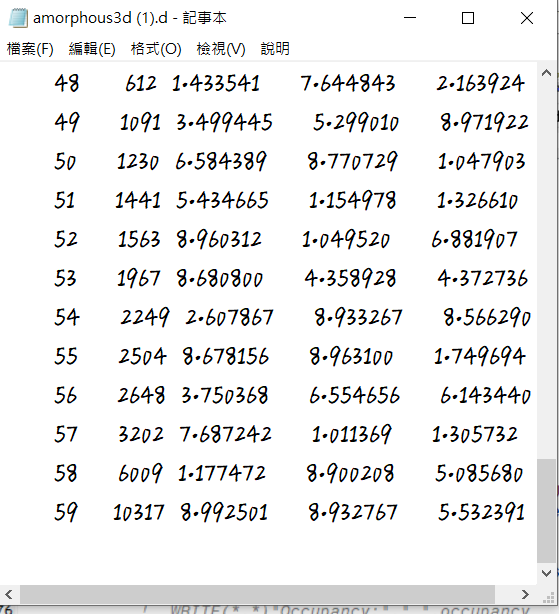 amorphous3d (1).d - 記事本
檔案(F) 編輯(E) 格式(O) 檢視(V) 說明
48 612 1.433541 7.644843 2.163924
49 1091 3.499445 5.299010 8.971922
50 1230 6.584389 8.770729 1.047903
51 1441 5.434665 1.154978 1.326610
52 1563 8.960312 1.049520 6.881907
53 1967 8.680800 4.358928 4.372736
54 2249 2.607867 8.933267 8.566290
55 2504 8.678156 8.963100 1.749694
56 2648 3.750368 6.554656 6.143440
57 3202 7.687242 1.011369 1.305732
58 6009 1.177472 8.900208 5.085680
59 10317 8.992501 8.932767 5.532391
76 ! WRITE(*,*)"Occupancy:" " " occupan